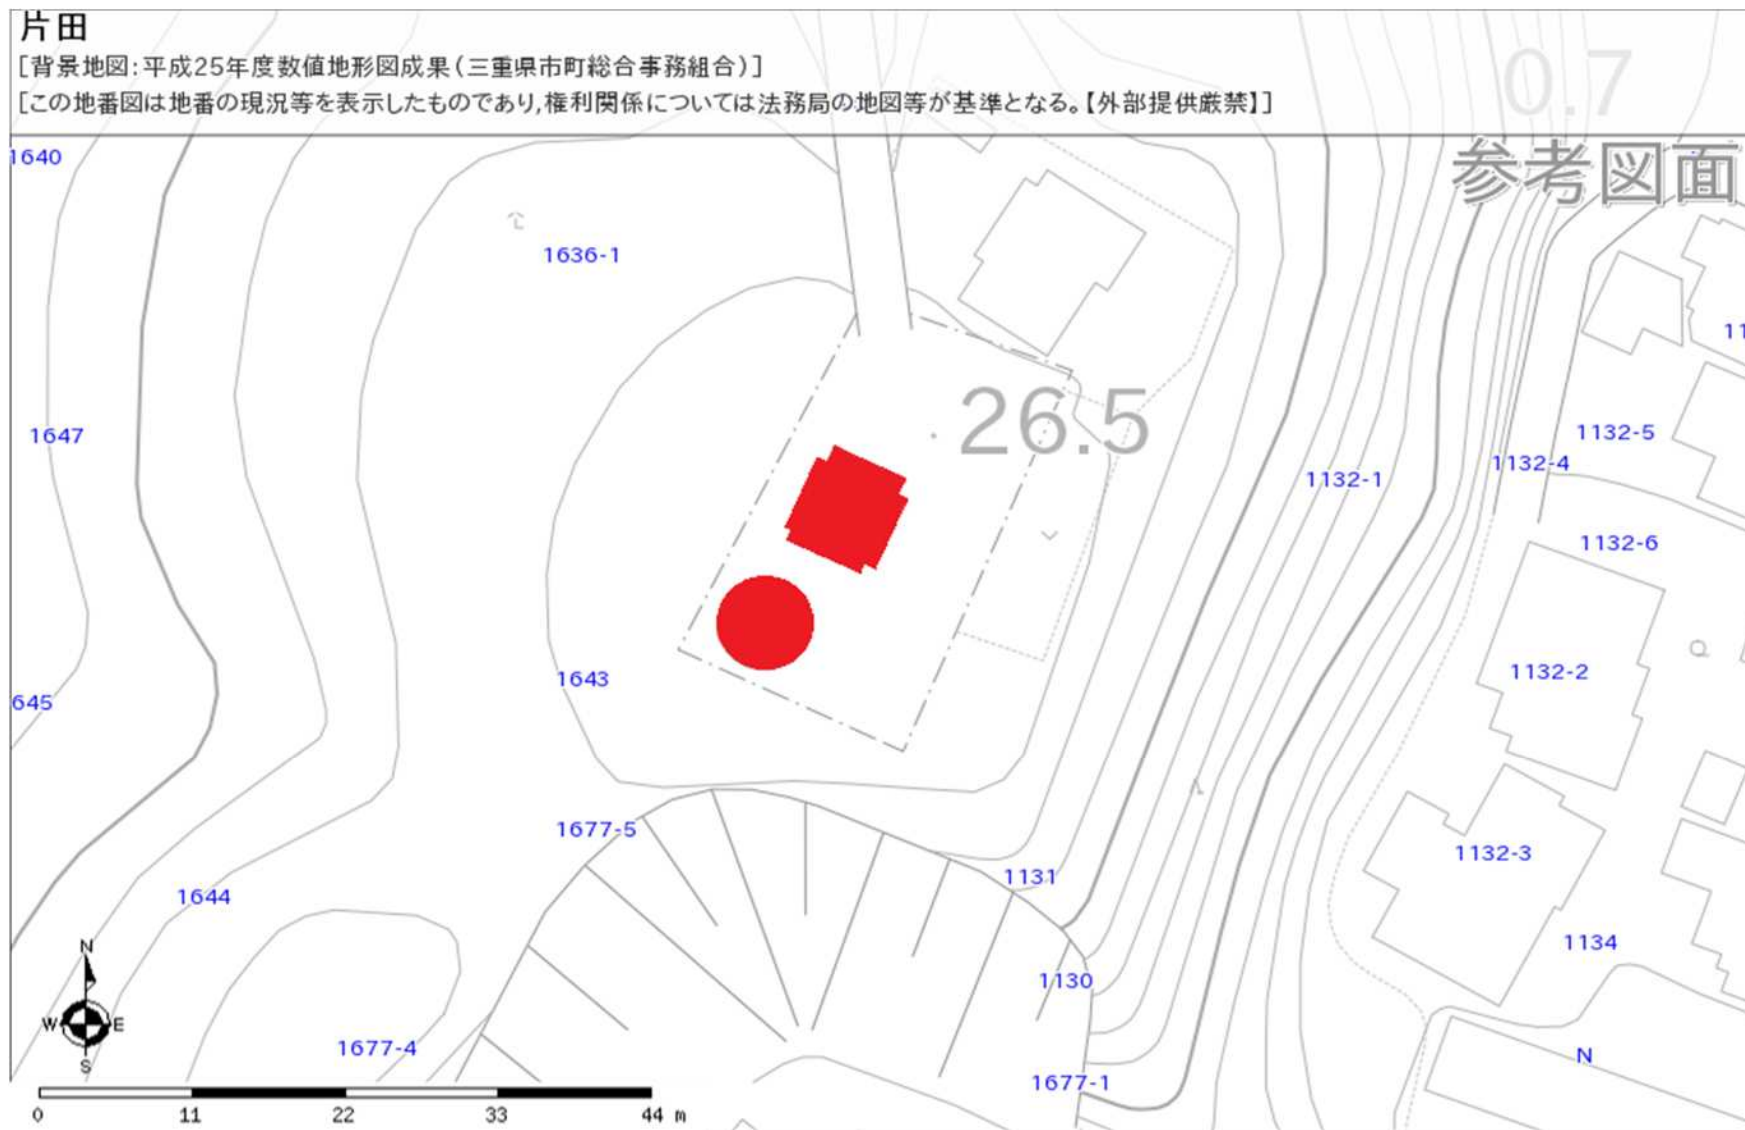 片田
[背景地図:平成25年度数値地形図成果(三重県市町総合事務組合)]
[この地番図は地番の現況等を表示したものであり,権利関係については法務局の地図等が基準となる。【外部提供厳禁】]
0.7
参考図面
1640
1636-1
11
26.5
1647
1132-5
1132-4
1132-1
1132-6
1643
1132-2
645
1677-5
1132-3
1131
1644
1134
N
1130
W
E
S
1677-4
N
1677-1
0 11 22 33 44 m